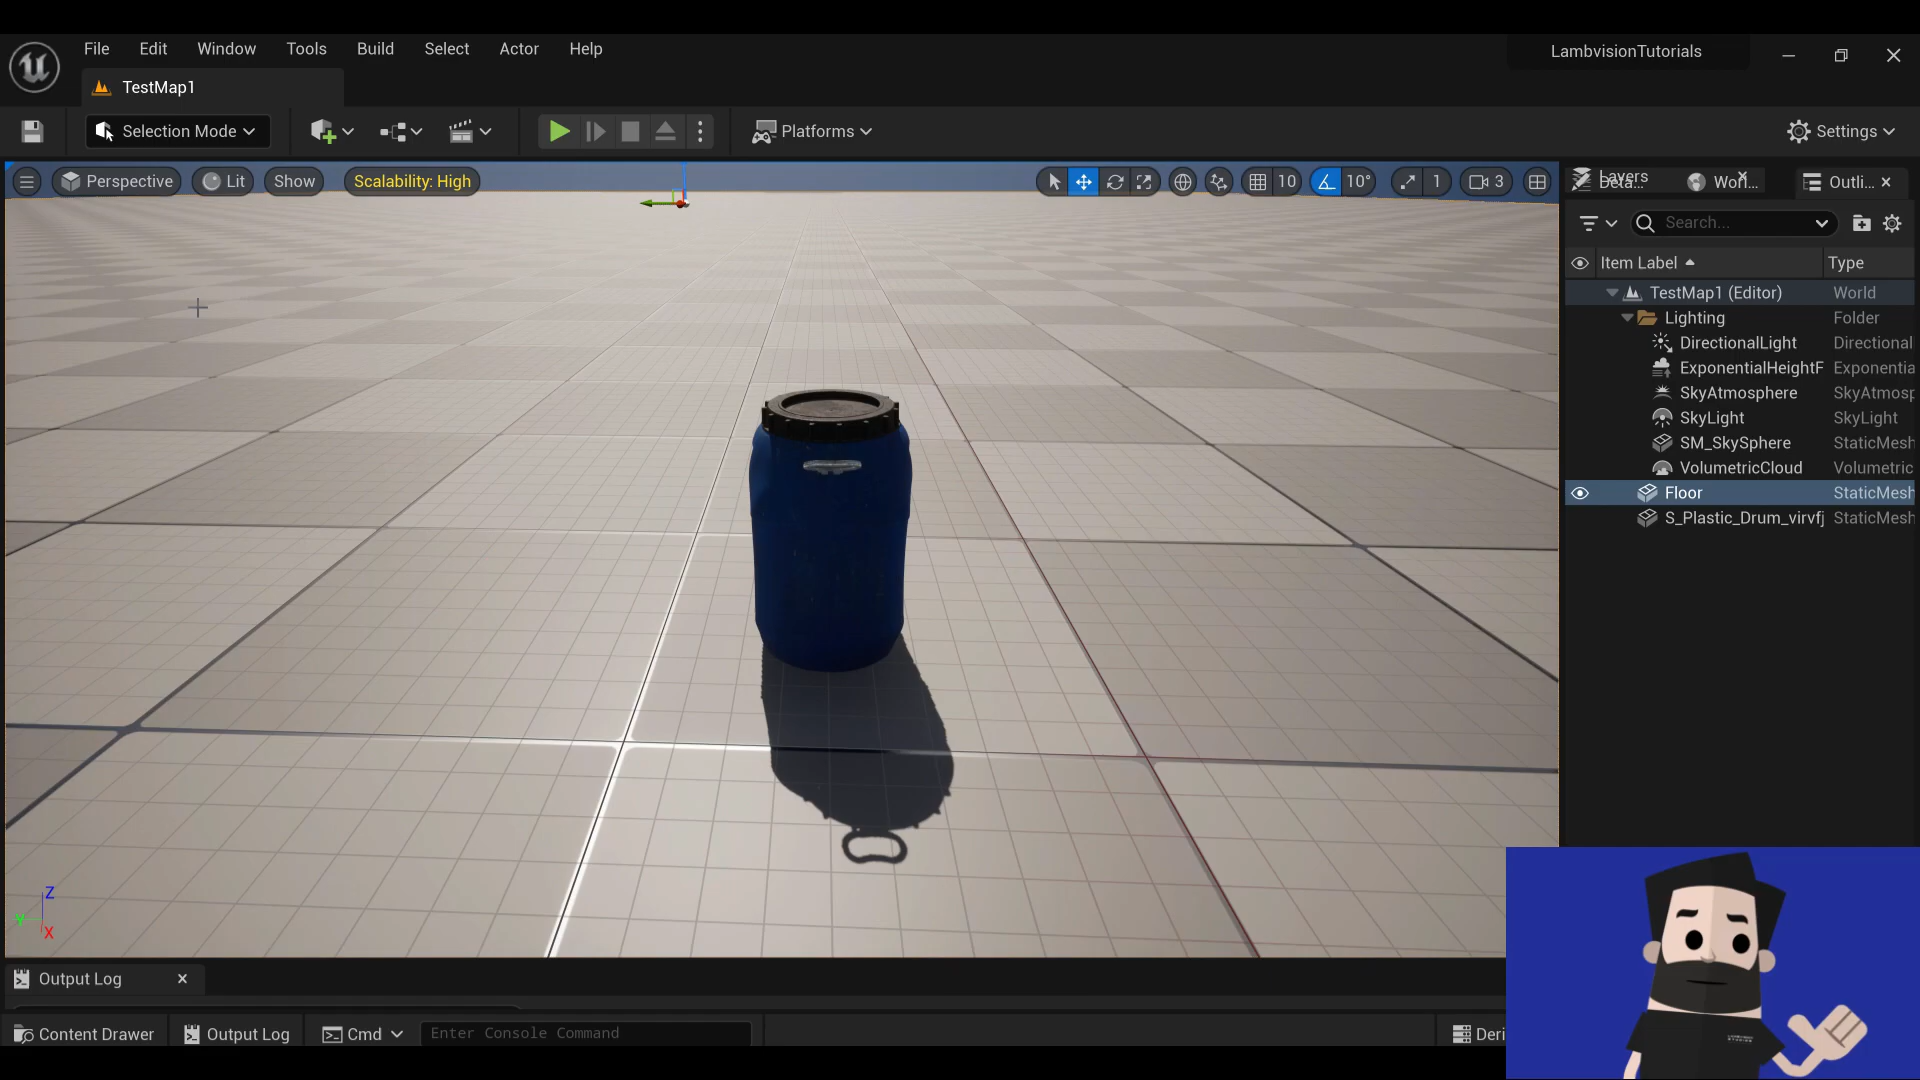 File Edit Window Tools Build Select Actor Help
LambvisionTutorials
TestMap1
Selection Mode
Platforms
Settings
Perspective
Lit
Show
Scalability: High
10
10°
1
3
Layers
Deta...
Worl...
Outli...
Search...
Item Label
Type
TestMap1 (Editor) World
Lighting Folder
DirectionalLight Directional
ExponentialHeightF Exponentia
SkyAtmosphere SkyAtmosp
SkyLight SkyLight
SM_SkySphere StaticMesh
VolumetricCloud Volumetric
Floor StaticMesh
S_Plastic_Drum_virvfj StaticMesh
Z
Y
X
Output Log
Content Drawer
Output Log
Cmd
Enter Console Command
Deri